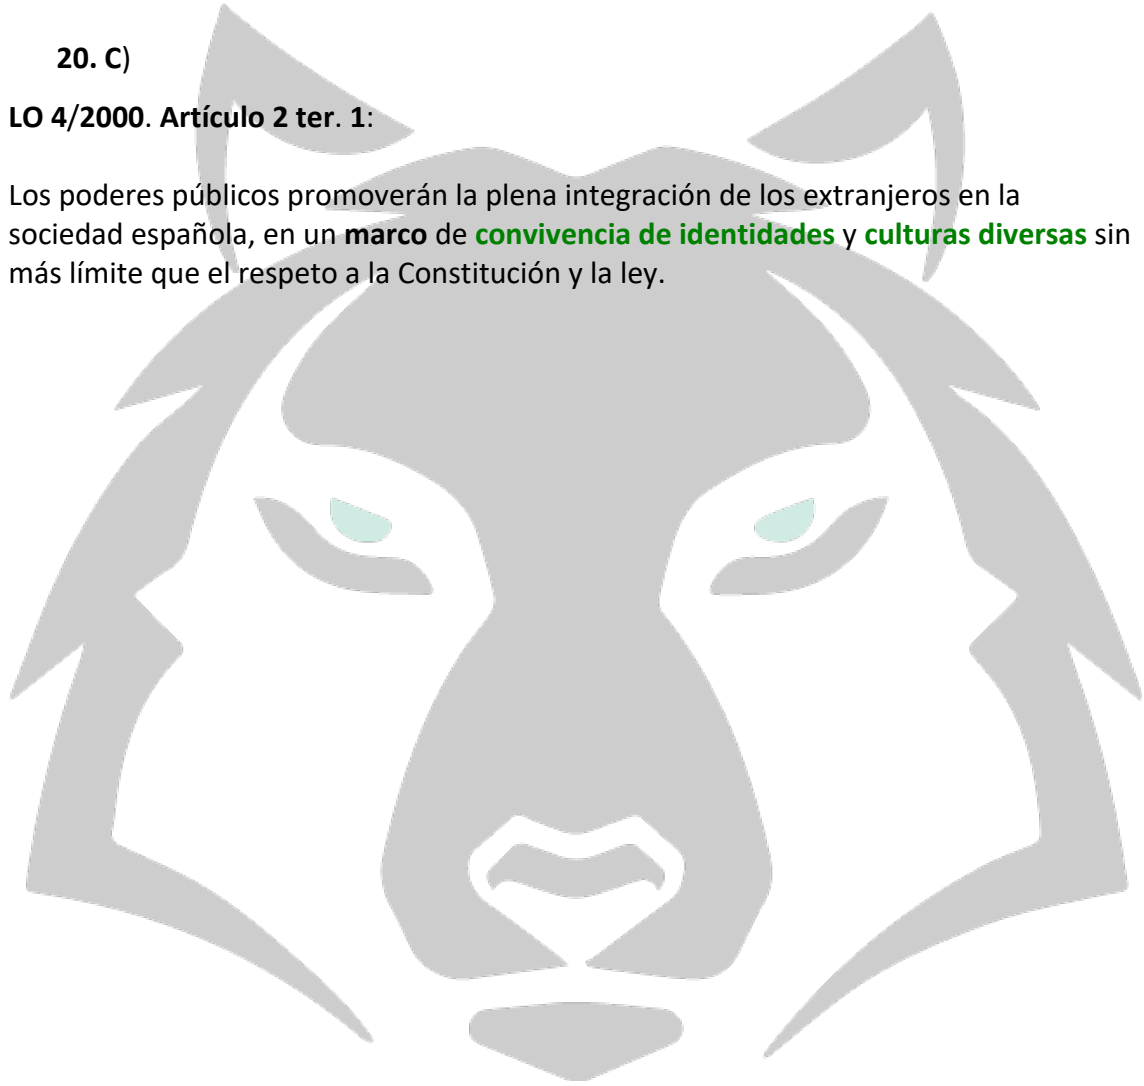 20. C)
LO 4/2000. Artículo 2 ter. 1:
Los poderes públicos promoverán la plena integración de los extranjeros en la
sociedad española, en un marco de convivencia de identidades y culturas diversas sin
más límite que el respeto a la Constitución y la ley.